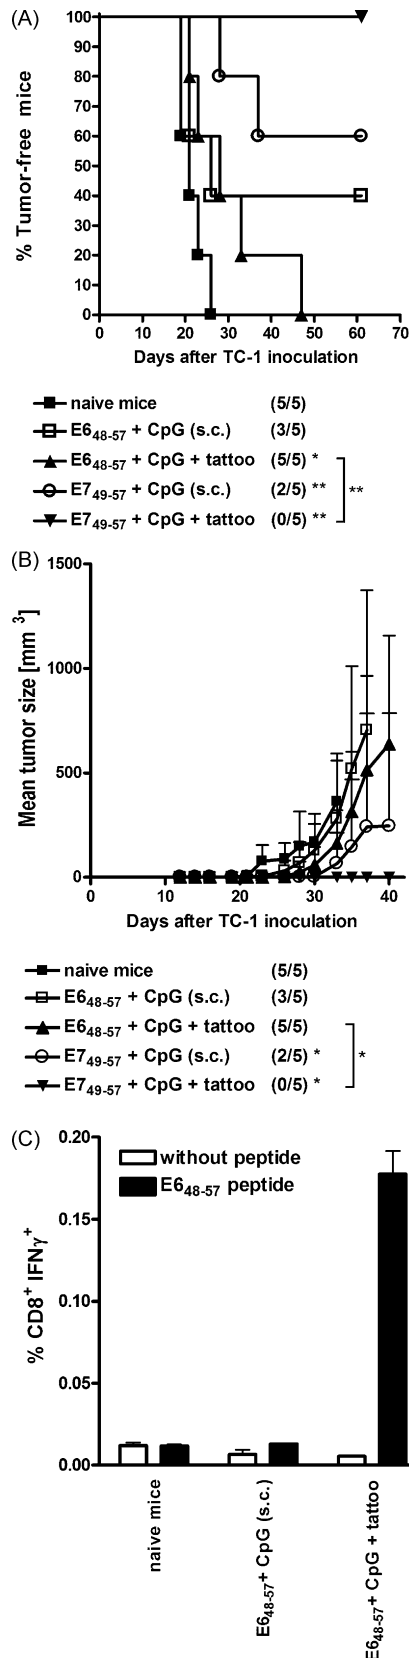 (A)
% Tumor-free mice
100
90
80
70
60
50
40
30
20
10
0
0 10 20 30 40 50 60 70
Days after TC-1 inoculation
naive mice (5/5)
E6₄₈₋₅₇ + CpG (s.c.) (3/5)
E6₄₈₋₅₇ + CpG + tattoo (5/5) *
E7₄₉₋₅₇ + CpG (s.c.) (2/5) **
E7₄₉₋₅₇ + CpG + tattoo (0/5) **
**
(B)
Mean tumor size [mm ³]
1500
1000
500
0
0 10 20 30 40
Days after TC-1 inoculation
naive mice (5/5)
E6₄₈₋₅₇ + CpG (s.c.) (3/5)
E6₄₈₋₅₇ + CpG + tattoo (5/5)
E7₄₉₋₅₇ + CpG (s.c.) (2/5) *
E7₄₉₋₅₇ + CpG + tattoo (0/5) *
*
(C)
% CD8⁺ IFNγ⁺
0.20
0.15
0.10
0.05
0.00
without peptide
E6₄₈₋₅₇ peptide
naive mice
E6₄₈₋₅₇+ CpG (s.c.)
E6₄₈₋₅₇+ CpG + tattoo